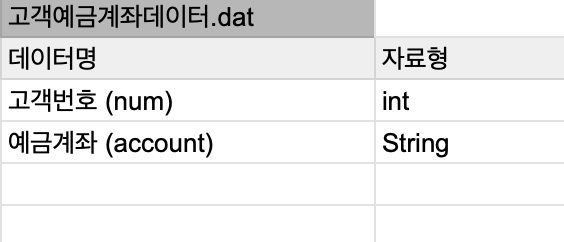 고객예금계좌데이터.dat
데이터명 자료형
고객번호 (num) int
예금계좌 (account) String